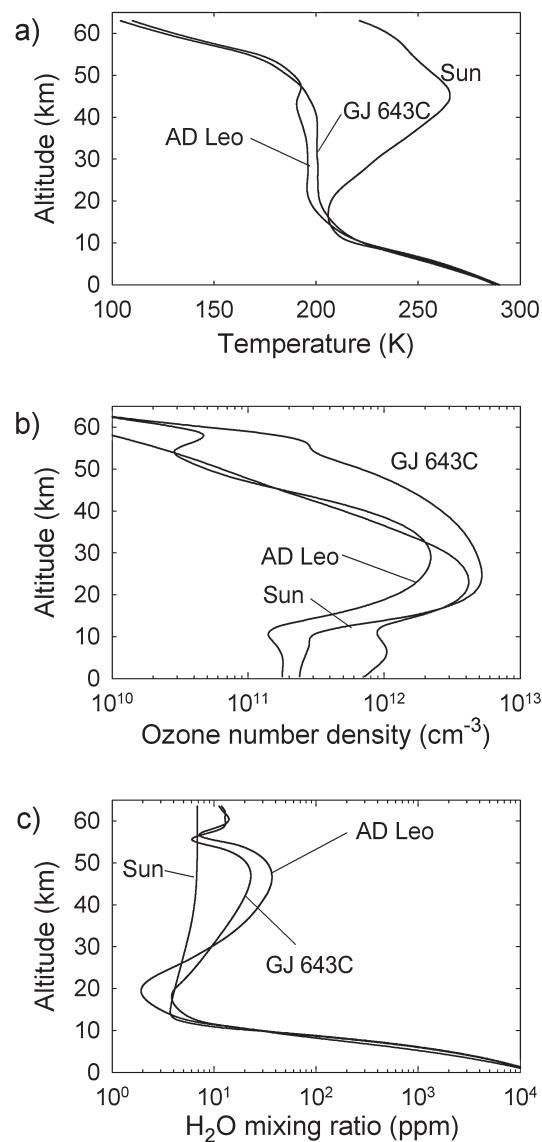 a)
Altitude (km)
60
50
40
30
20
10
0
Sun
GJ 643C
AD Leo
100 150 200 250 300
Temperature (K)
b)
Altitude (km)
60
50
40
30
20
10
0
GJ 643C
AD Leo
Sun
10^10 10^11 10^12 10^13
Ozone number density (cm^-3)
c)
Altitude (km)
60
50
40
30
20
10
0
AD Leo
Sun
GJ 643C
10^0 10^1 10^2 10^3 10^4
H2O mixing ratio (ppm)